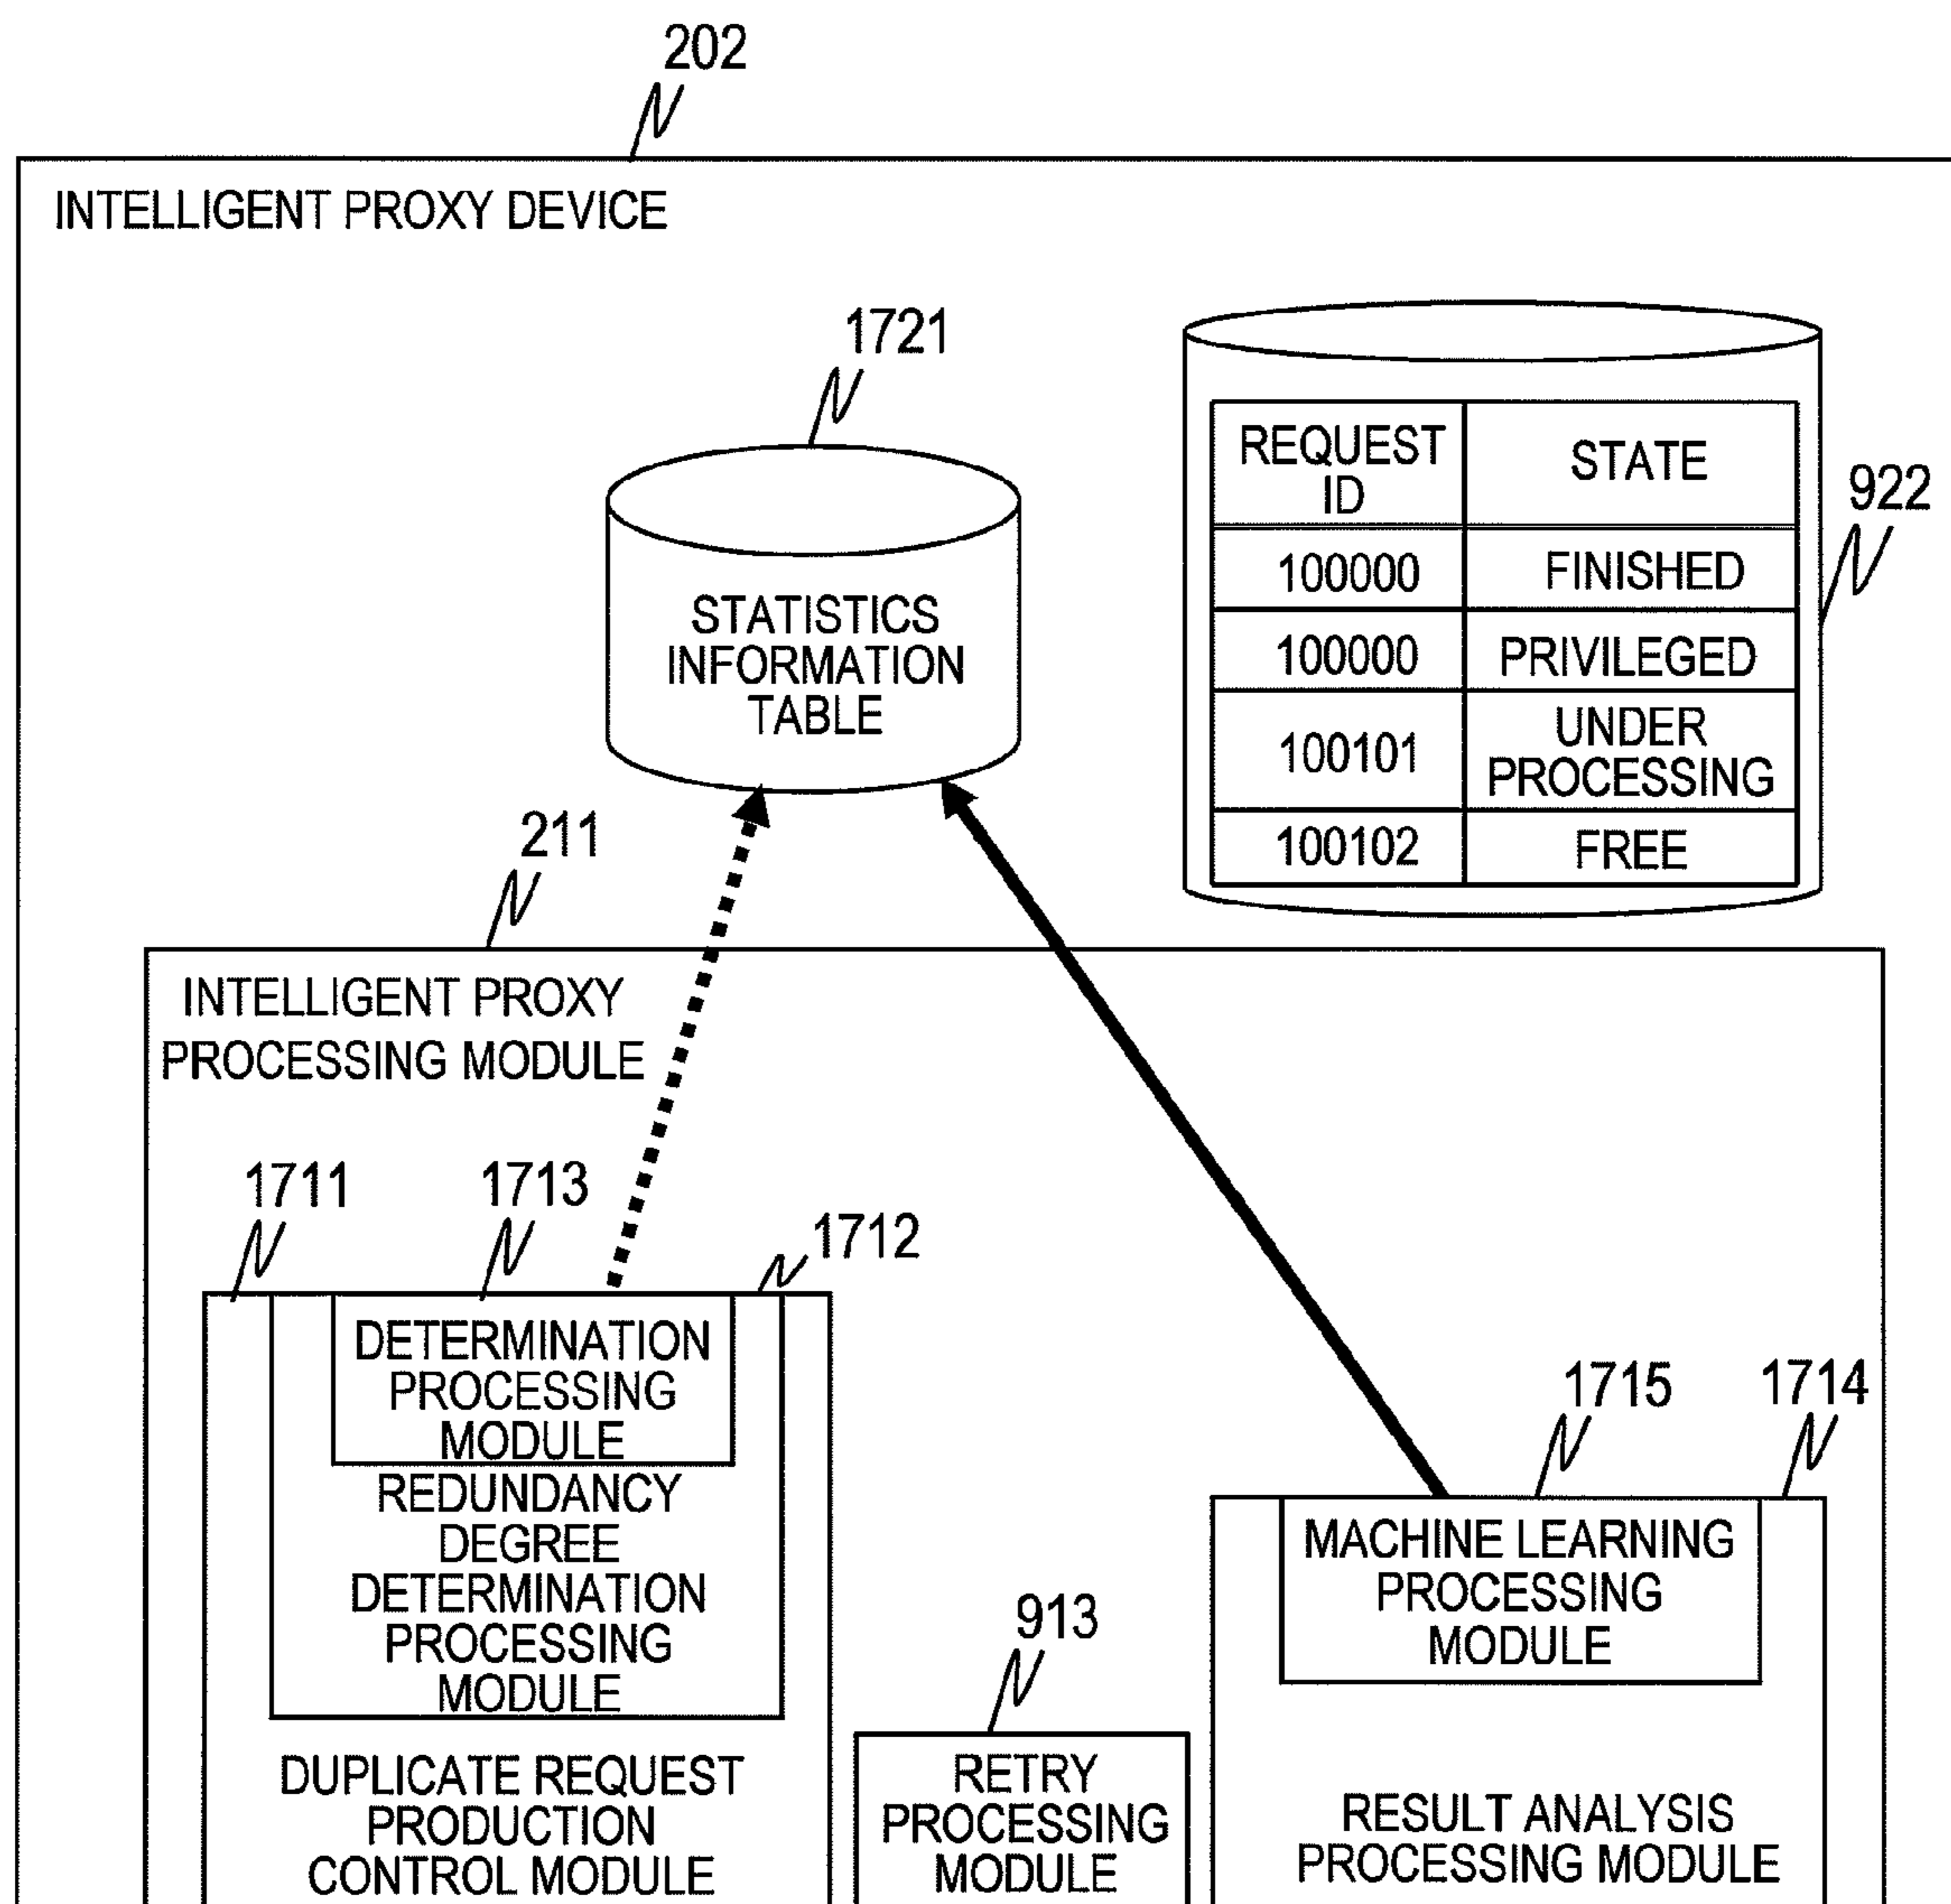 202
INTELLIGENT PROXY DEVICE
1721
STATISTICS
INFORMATION
TABLE
REQUEST
ID
STATE
922
100000 FINISHED
100000 PRIVILEGED
100101
UNDER
PROCESSING
100102 FREE
211
INTELLIGENT PROXY
PROCESSING MODULE
1711
1713
1712
DETERMINATION
PROCESSING
MODULE
REDUNDANCY
DEGREE
DETERMINATION
PROCESSING
MODULE
DUPLICATE REQUEST
PRODUCTION
CONTROL MODULE
913
RETRY
PROCESSING
MODULE
1715
1714
MACHINE LEARNING
PROCESSING
MODULE
RESULT ANALYSIS
PROCESSING MODULE